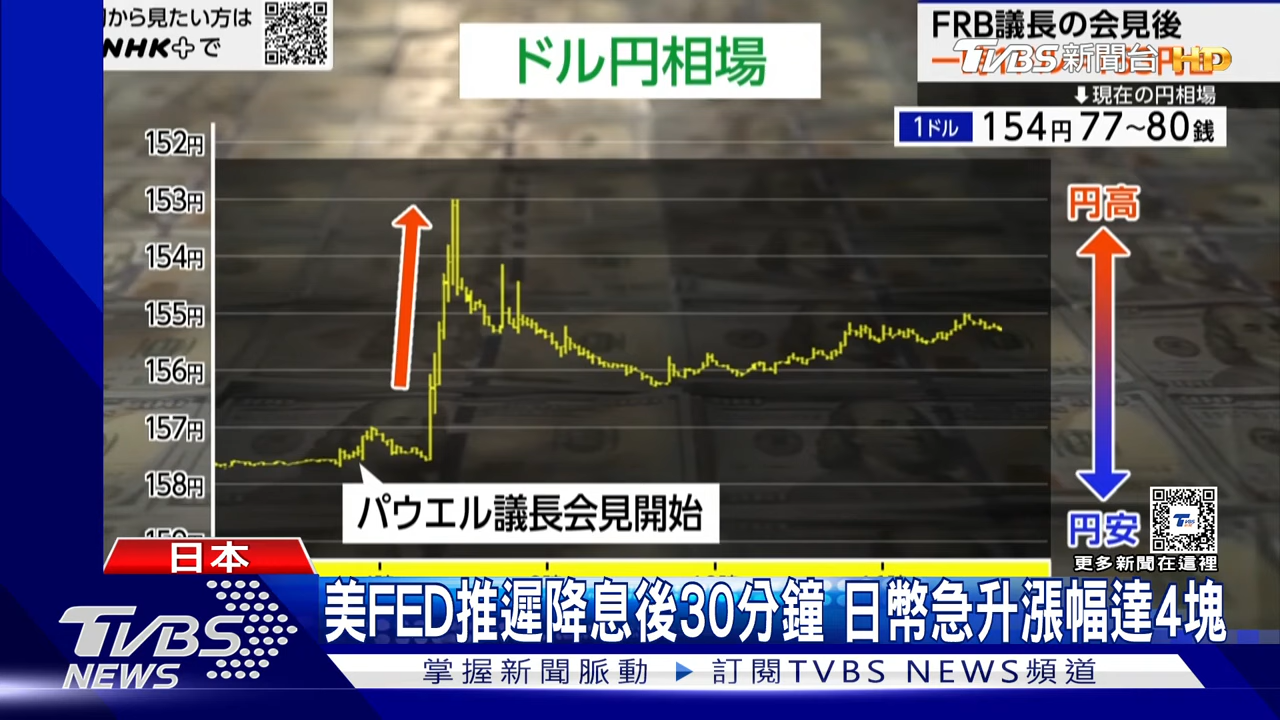 から見たい方は
NHK+で
ドル円相場
FRB議長の会見後
TVBS新聞台 HD
⬇現在の円相場
1ドル 154円77~80銭
152円
153円
154円
155円
156円
157円
158円
円高
円安
パウエル議長会見開始
更多新聞在這裡
日本
美FED推遲降息後30分鐘 日幣急升漲幅達4塊
TVBS
NEWS
掌握新聞脈動 ▶ 訂閱TVBS NEWS頻道